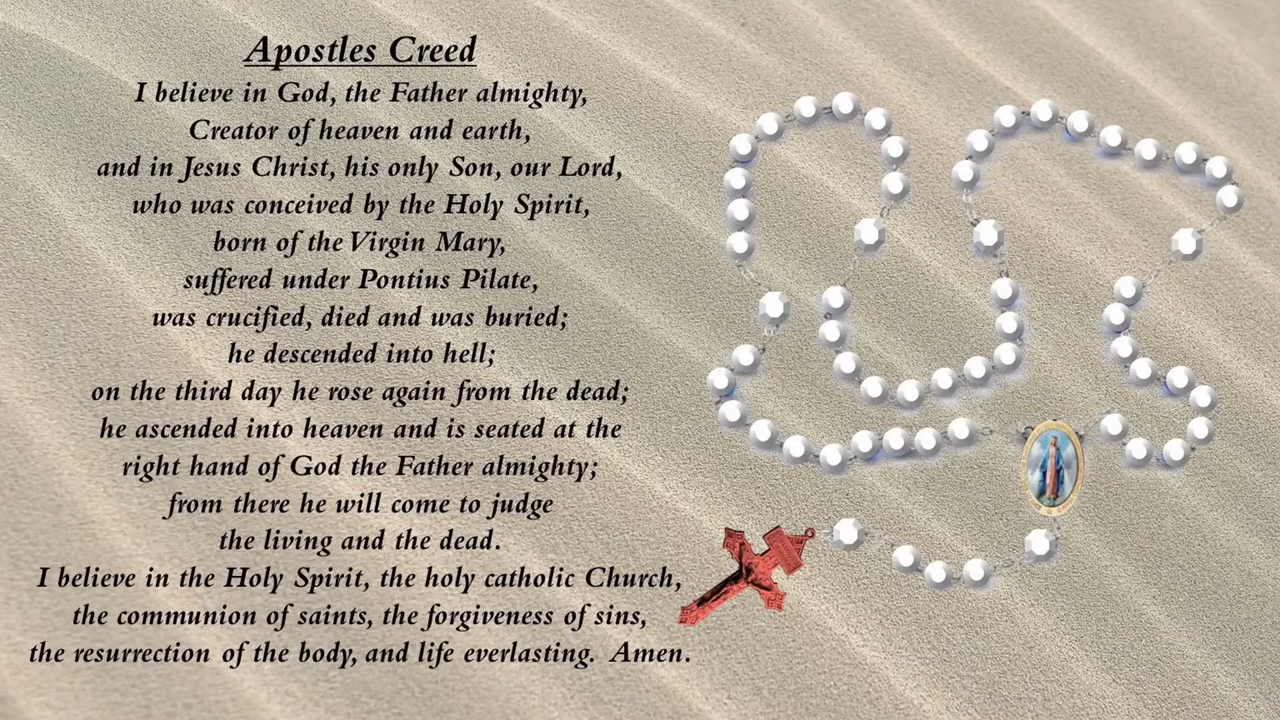 Apostles Creed
I believe in God, the Father almighty,
Creator of heaven and earth,
and in Jesus Christ, his only Son, our Lord,
who was conceived by the Holy Spirit,
born of the Virgin Mary,
suffered under Pontius Pilate,
was crucified, died and was buried;
he descended into hell;
on the third day he rose again from the dead;
he ascended into heaven and is seated at the
right hand of God the Father almighty;
from there he will come to judge
the living and the dead.
I believe in the Holy Spirit, the holy catholic Church,
the communion of saints, the forgiveness of sins,
the resurrection of the body, and life everlasting.  Amen.